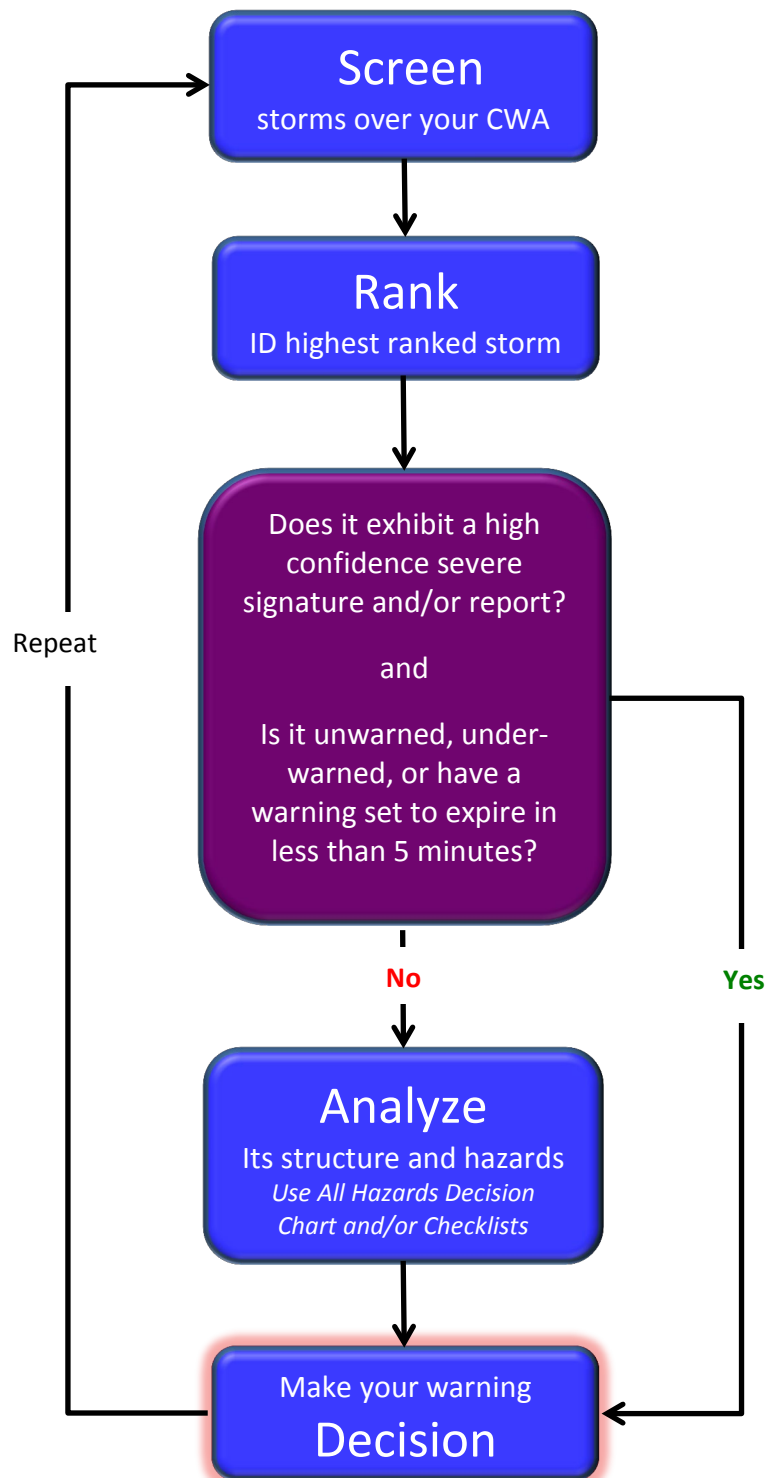 Screen
storms over your CWA
Rank
ID highest ranked storm
Does it exhibit a high
confidence severe
signature and/or report?
and
Is it unwarned, under-
warned, or have a
warning set to expire in
less than 5 minutes?
Repeat
No
Yes
Analyze
Its structure and hazards
Use All Hazards Decision
Chart and/or Checklists
Make your warning
Decision